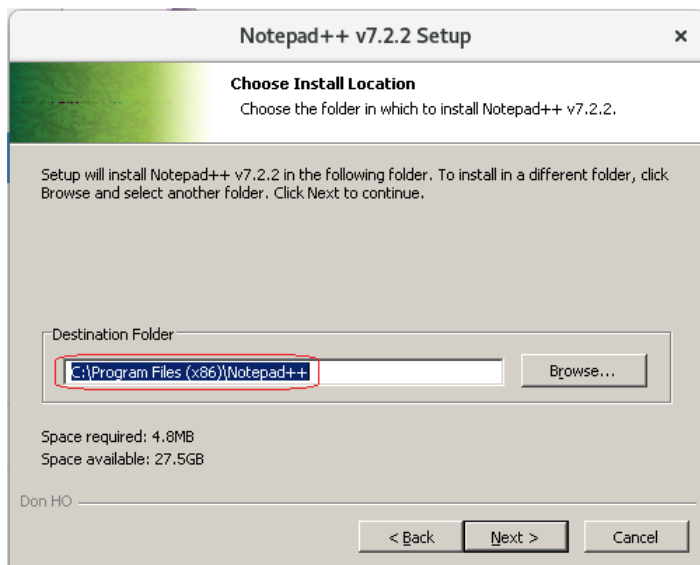 Notepad++ v7.2.2 Setup
Choose Install Location
Choose the folder in which to install Notepad++ v7.2.2.
Setup will install Notepad++ v7.2.2 in the following folder. To install in a different folder, click
Browse and select another folder. Click Next to continue.
Destination Folder
C:\Program Files (x86)\Notepad++
Browse...
Space required: 4.8MB
Space available: 27.5GB
Don HO
< Back
Next >
Cancel